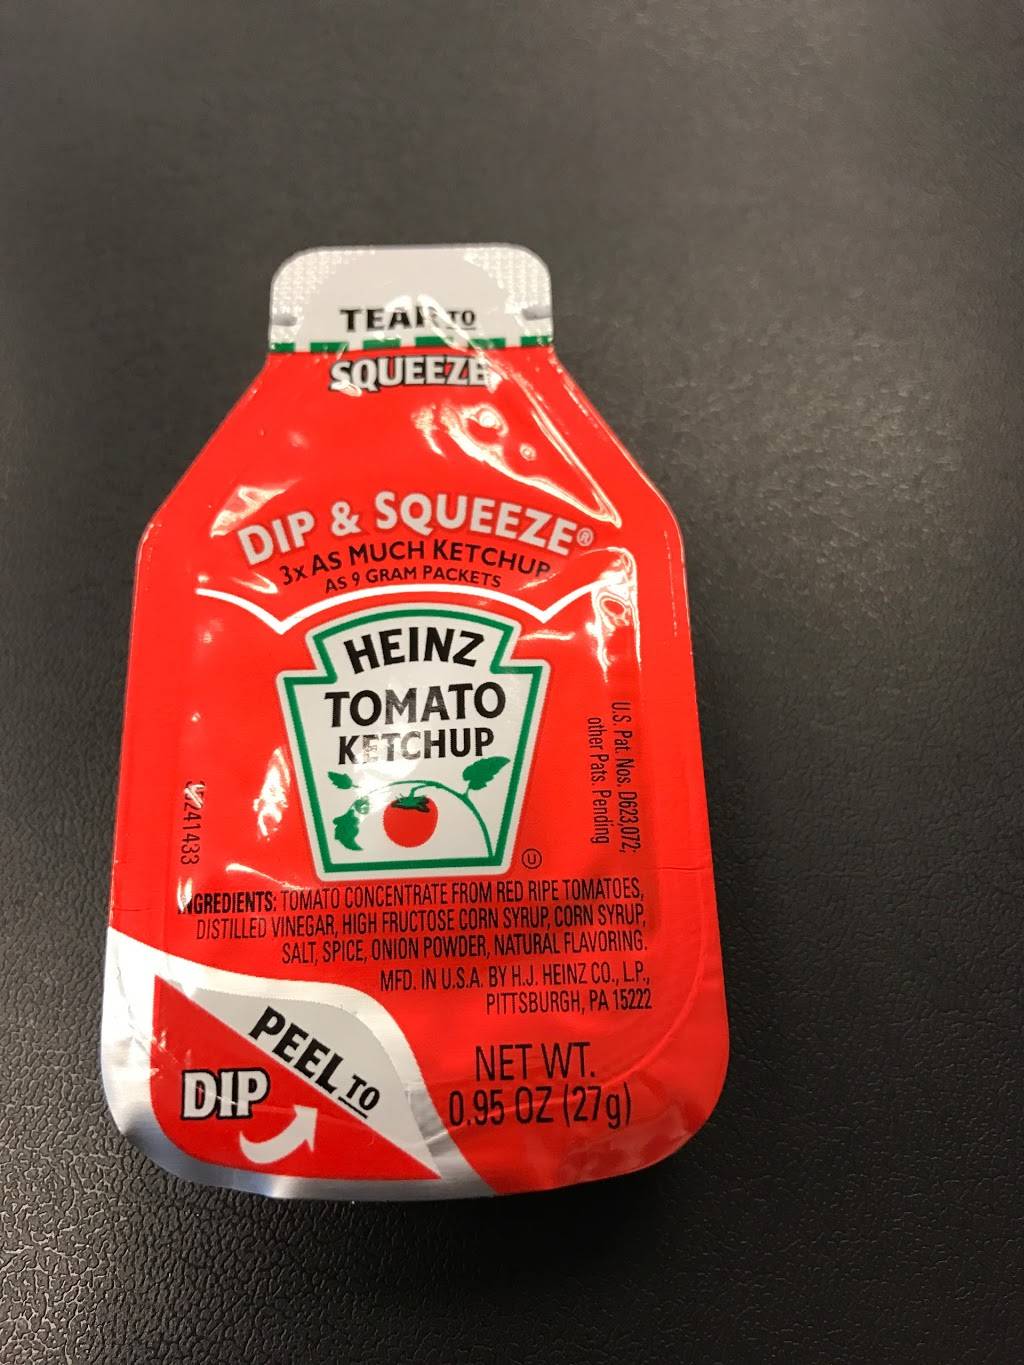 TEAR TO
SQUEEZE
DIP & SQUEEZE®
3x AS MUCH KETCHUP
AS 9 GRAM PACKETS
HEINZ
TOMATO
KETCHUP
U.S. Pat. Nos. D623,072;
other Pats. Pending
U
INGREDIENTS: TOMATO CONCENTRATE FROM RED RIPE TOMATOES,
DISTILLED VINEGAR, HIGH FRUCTOSE CORN SYRUP, CORN SYRUP,
SALT, SPICE, ONION POWDER, NATURAL FLAVORING.
MFD. IN U.S.A. BY H.J. HEINZ CO., L.P.,
PITTSBURGH, PA 15222
PEEL TO
DIP
NET WT.
0.95 OZ (27g)